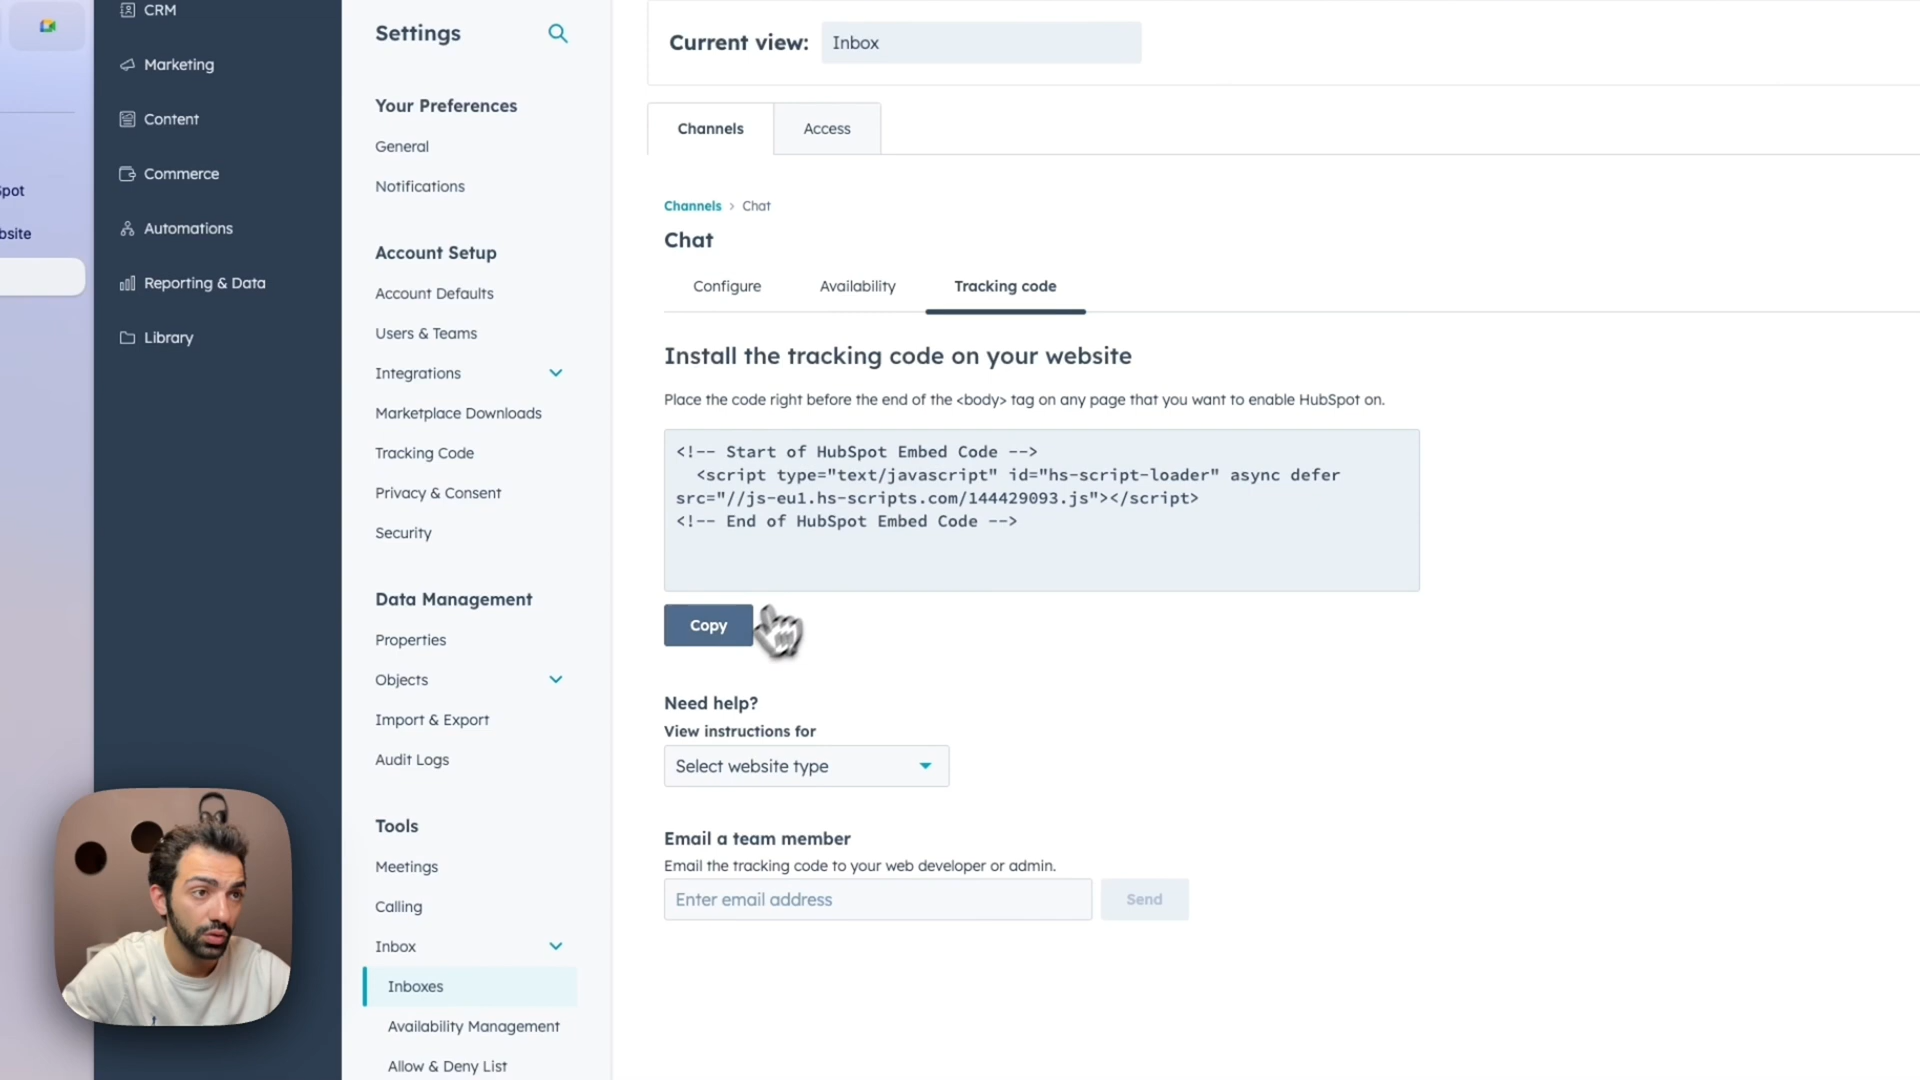 CRM
Marketing
Content
Commerce
Automations
Reporting & Data
Library
Spot
bsite
Settings
Your Preferences
General
Notifications
Account Setup
Account Defaults
Users & Teams
Integrations
Marketplace Downloads
Tracking Code
Privacy & Consent
Security
Data Management
Properties
Objects
Import & Export
Audit Logs
Tools
Meetings
Calling
Inbox
Inboxes
Availability Management
Allow & Deny List
Current view: Inbox
Channels Access
Channels > Chat
Chat
Configure Availability Tracking code
Install the tracking code on your website
Place the code right before the end of the <body> tag on any page that you want to enable HubSpot on.
<!-- Start of HubSpot Embed Code -->
<script type="text/javascript" id="hs-script-loader" async defer
src="//js-eu1.hs-scripts.com/144429093.js"></script>
<!-- End of HubSpot Embed Code -->
Copy
Need help?
View instructions for
Select website type
Email a team member
Email the tracking code to your web developer or admin.
Enter email address Send